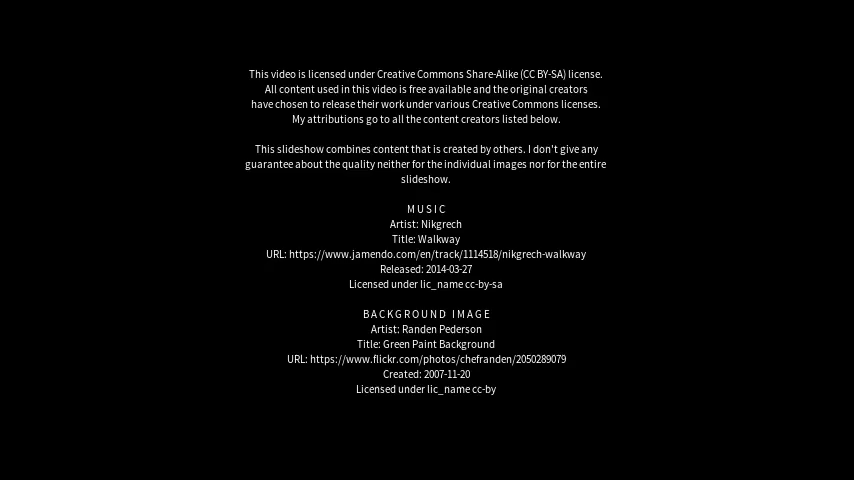 This video is licensed under Creative Commons Share-Alike (CC BY-SA) license.
All content used in this video is free available and the original creators
have chosen to release their work under various Creative Commons licenses.
My attributions go to all the content creators listed below.
This slideshow combines content that is created by others. I don't give any
guarantee about the quality neither for the individual images nor for the entire
slideshow.
MUSIC
Artist: Nikgrech
Title: Walkway
URL: https://www.jamendo.com/en/track/1114518/nikgrech-walkway
Released: 2014-03-27
Licensed under lic_name cc-by-sa
BACKGROUND IMAGE
Artist: Randen Pederson
Title: Green Paint Background
URL: https://www.flickr.com/photos/chefranden/2050289079
Created: 2007-11-20
Licensed under lic_name cc-by